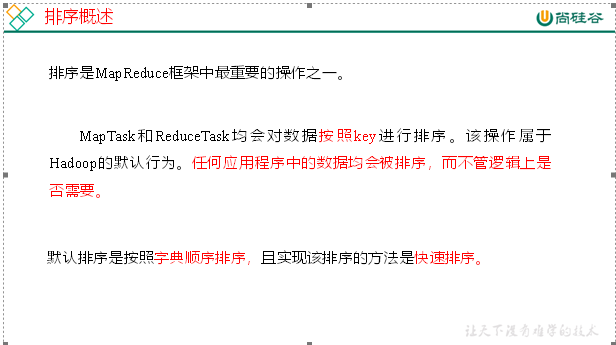 排序概述
尚硅谷
排序是MapReduce框架中最重要的操作之一。
MapTask和ReduceTask均会对数据按照key进行排序。该操作属于
Hadoop的默认行为。任何应用程序中的数据均会被排序，而不管逻辑上是
否需要。
默认排序是按照字典顺序排序，且实现该排序的方法是快速排序。
让天下没有难学的技术